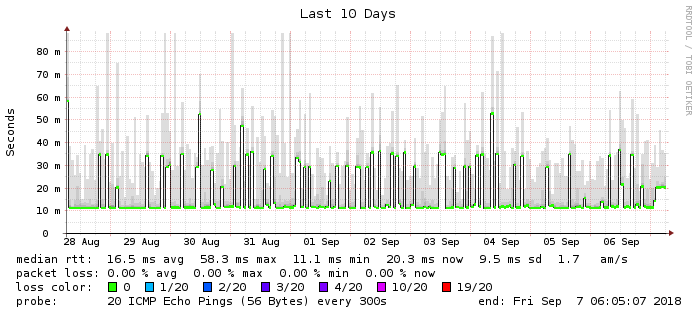 Last 10 Days
RRDTOOL / TOBI OETIKER
Seconds
80 m
70 m
60 m
50 m
40 m
30 m
20 m
10 m
0
28 Aug 29 Aug 30 Aug 31 Aug 01 Sep 02 Sep 03 Sep 04 Sep 05 Sep 06 Sep
median rtt: 16.5 ms avg 58.3 ms max 11.1 ms min 20.3 ms now 9.5 ms sd 1.7 am/s
packet loss: 0.00 % avg 0.00 % max 0.00 % min 0.00 % now
loss color: 0 1/20 2/20 3/20 4/20 10/20 19/20
probe: 20 ICMP Echo Pings (56 Bytes) every 300s end: Fri Sep 7 06:05:07 2018